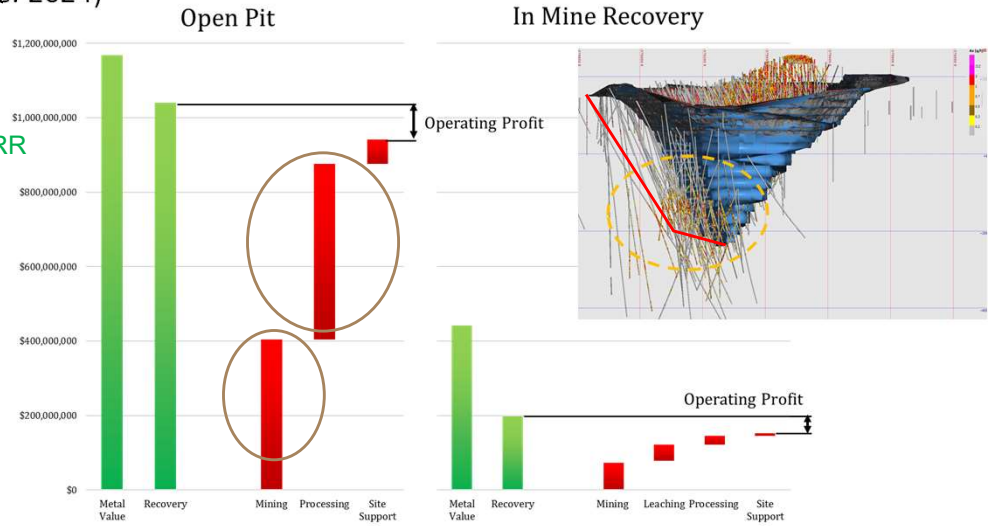 2024)
Open Pit
In Mine Recovery
RR
$1,200,000,000
$1,000,000,000
$800,000,000
$600,000,000
$400,000,000
$200,000,000
$0
Operating Profit
Operating Profit
Metal
Value
Recovery
Mining
Processing
Site
Support
Metal
Value
Recovery
Mining
Leaching
Processing
Site
Support